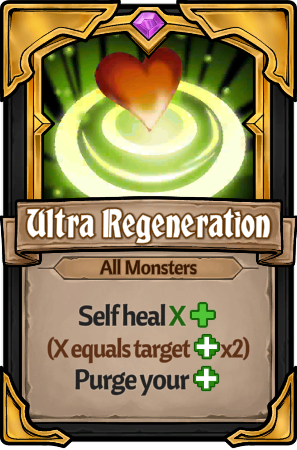 Ultra Regeneration
All Monsters
Self heal X
(X equals target x2)
Purge your